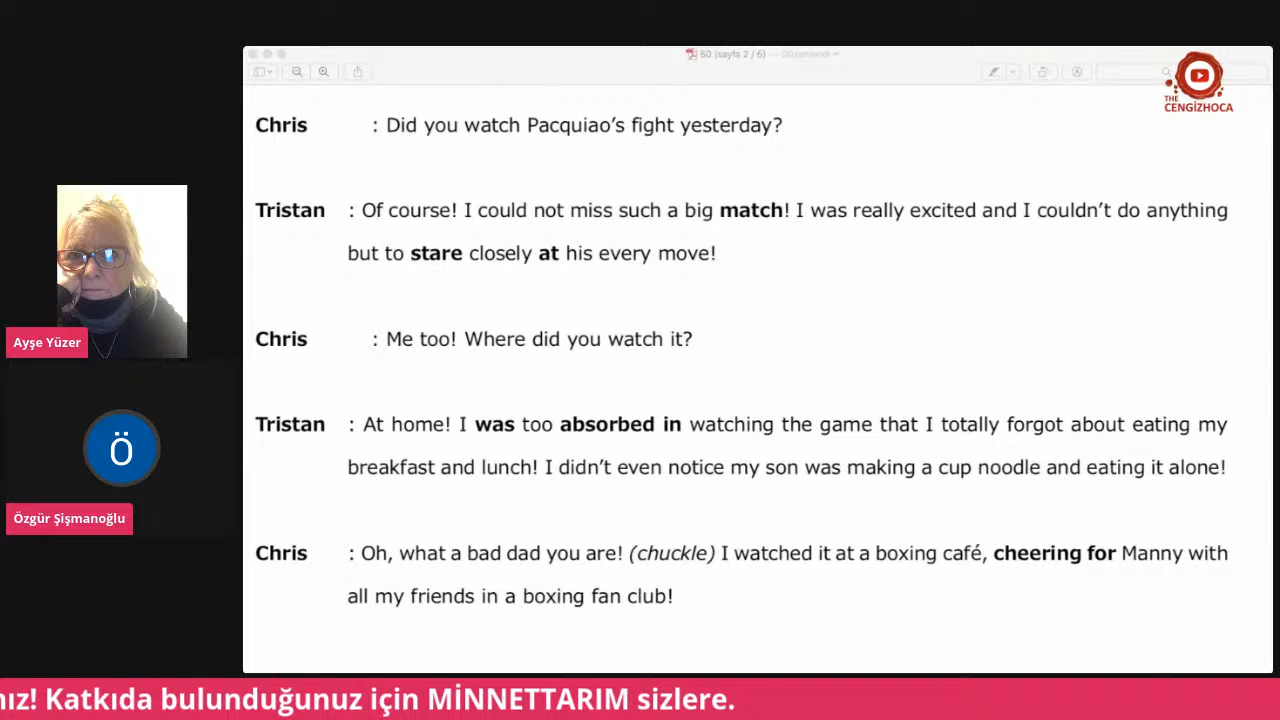 50 (sayfa 2 / 5)
THE
CENGİZHOCA
Chris : Did you watch Pacquiao’s fight yesterday?
Tristan : Of course! I could not miss such a big match! I was really excited and I couldn’t do anything
but to stare closely at his every move!
Chris : Me too! Where did you watch it?
Tristan : At home! I was too absorbed in watching the game that I totally forgot about eating my
breakfast and lunch! I didn’t even notice my son was making a cup noodle and eating it alone!
Chris : Oh, what a bad dad you are! (chuckle) I watched it at a boxing café, cheering for Manny with
all my friends in a boxing fan club!
Ayşe Yüzer
Ö
Özgür Şişmanoğlu
Katkıda bulunduğunuz için MİNNETTARIM sizlere.